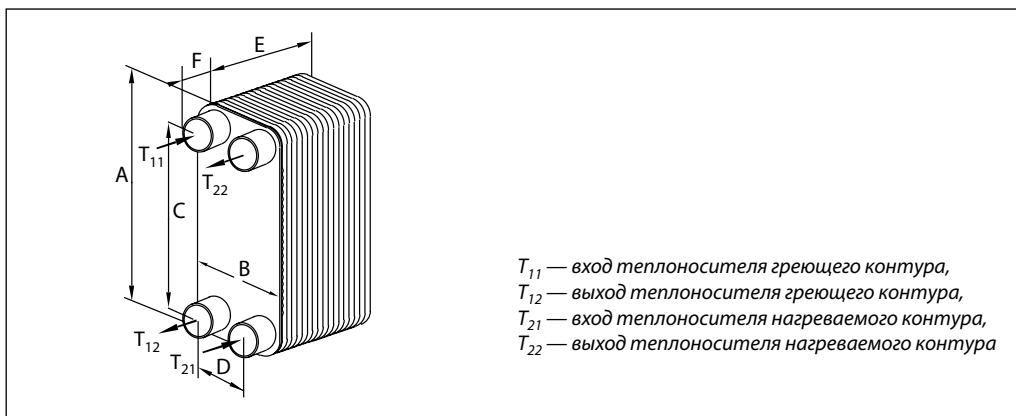 E
F
T₁₁
T₂₂
A
C
B
T₁₂
T₂₁
D
T₁₁ — вход теплоносителя греющего контура,
T₁₂ — выход теплоносителя греющего контура,
T₂₁ — вход теплоносителя нагреваемого контура,
T₂₂ — выход теплоносителя нагреваемого контура